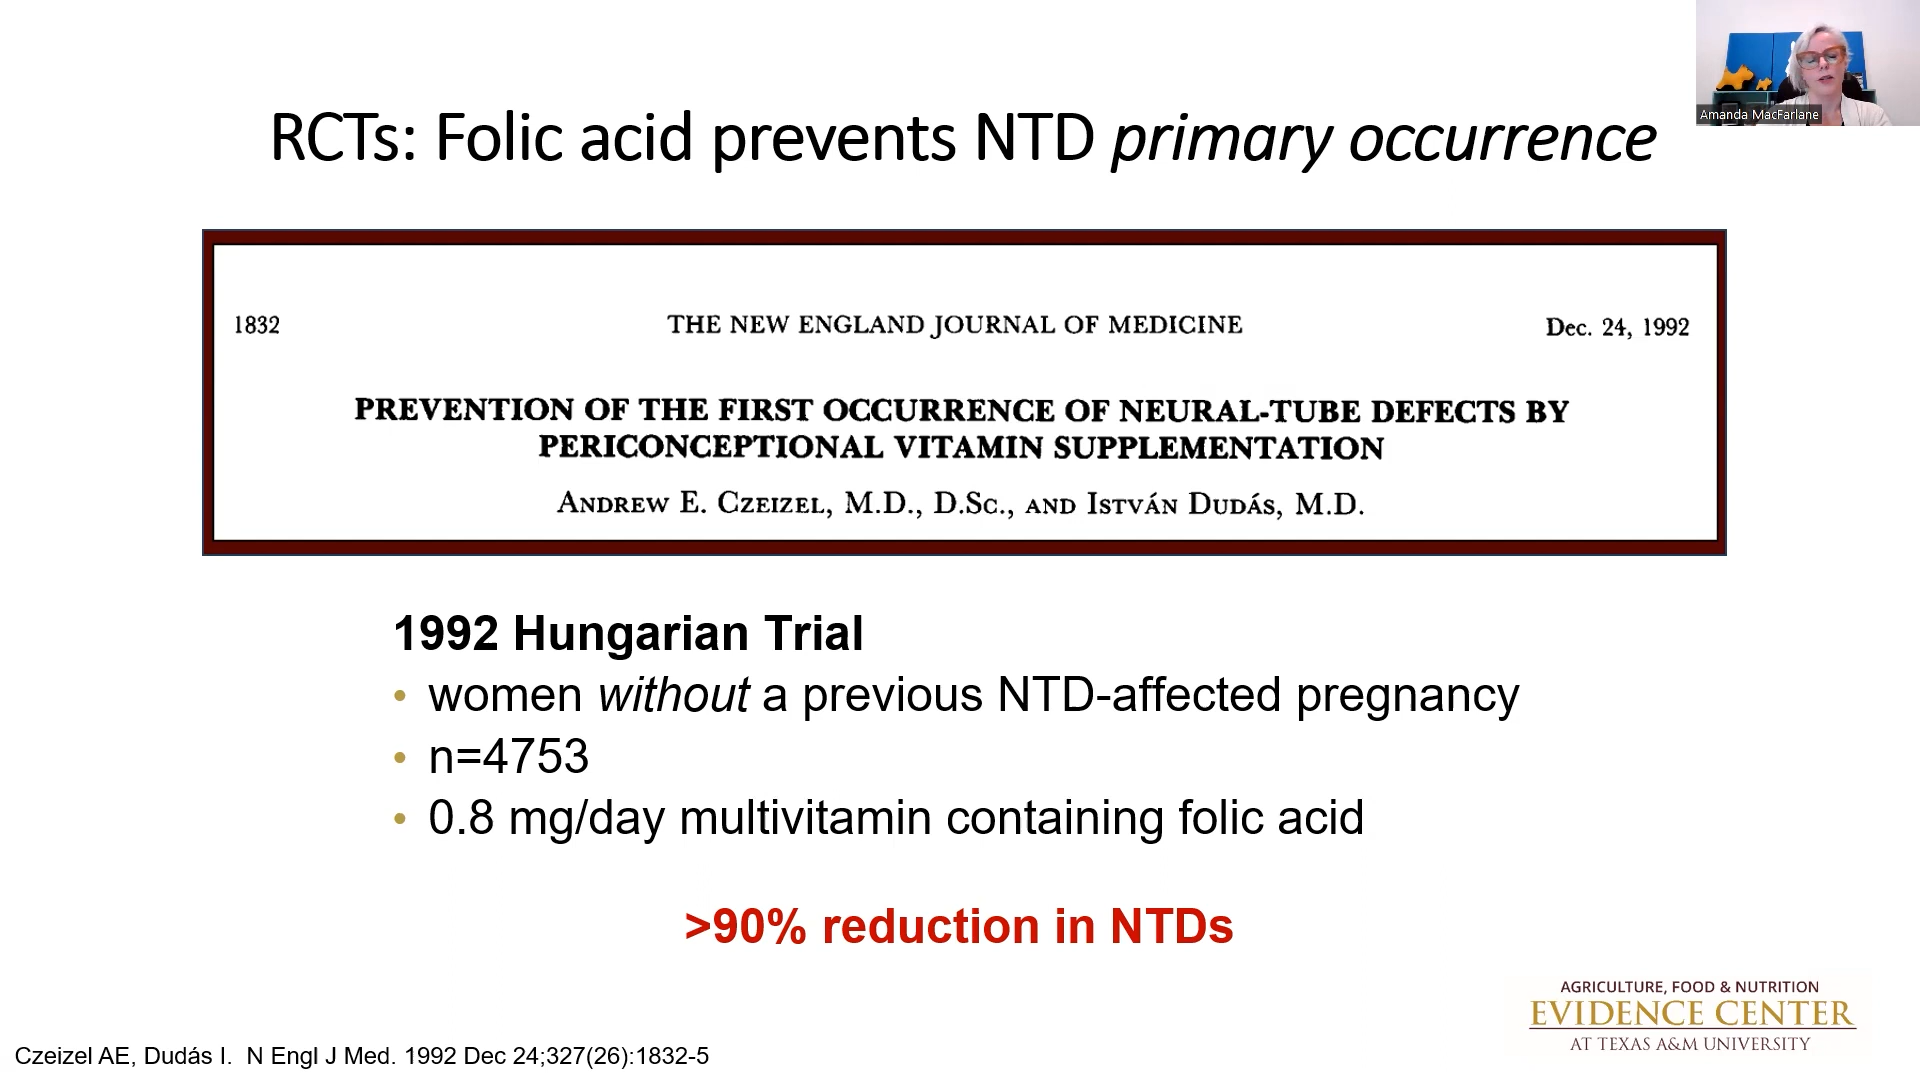 Amanda MacFarlane
RCTs: Folic acid prevents NTD primary occurrence
1832 THE NEW ENGLAND JOURNAL OF MEDICINE Dec. 24, 1992
PREVENTION OF THE FIRST OCCURRENCE OF NEURAL-TUBE DEFECTS BY
PERICONCEPTIONAL VITAMIN SUPPLEMENTATION
ANDREW E. CZEIZEL, M.D., D.SC., AND ISTVÁN DUDÁS, M.D.
1992 Hungarian Trial
• women without a previous NTD-affected pregnancy
• n=4753
• 0.8 mg/day multivitamin containing folic acid
>90% reduction in NTDs
AGRICULTURE, FOOD & NUTRITION
EVIDENCE CENTER
AT TEXAS A&M UNIVERSITY
Czeizel AE, Dudás I.  N Engl J Med. 1992 Dec 24;327(26):1832-5